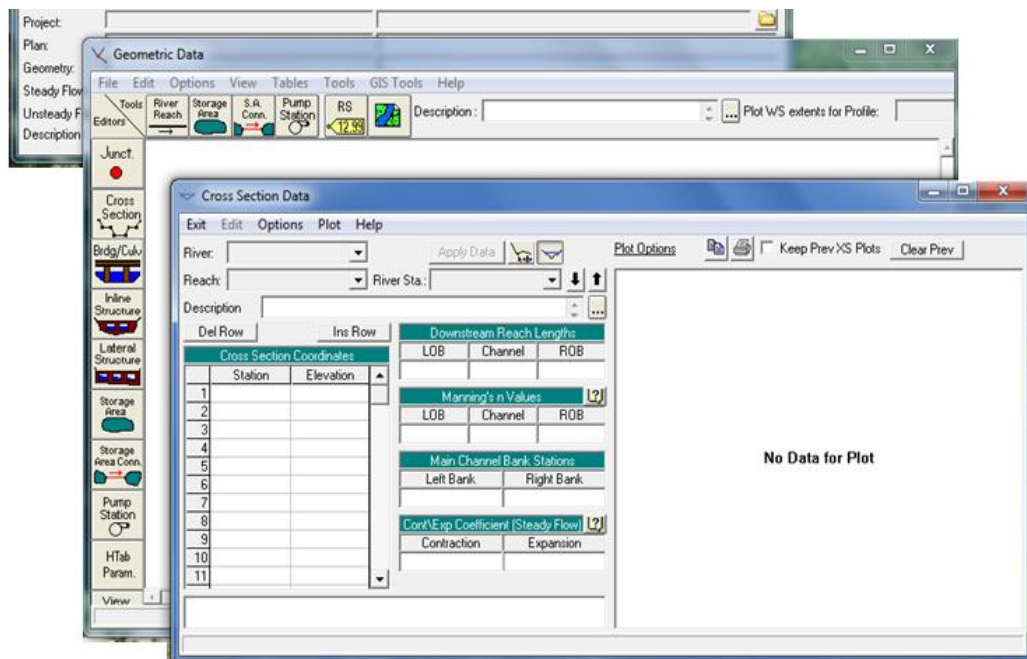 Project:
Plan:
Geometry:
Steady Flow
Unsteady F
Description
Geometric Data
File Edit Options View Tables Tools GIS Tools Help
Tools
Editors
River Reach
Storage Area
S.A. Conn.
Pump Station
RS
12.99
Description :
...
Plot WS extents for Profile:
Junct.
Cross Section
Brdg/Culv
Inline Structure
Lateral Structure
Storage Area
Storage Area Conn.
Pump Station
HTab Param.
View
Cross Section Data
Exit Edit Options Plot Help
River:
Apply Data
Plot Options
Keep Prev XS Plots
Clear Prev
Reach:
River Sta.:
Description
...
Del Row
Ins Row
Cross Section Coordinates
Station Elevation
1
2
3
4
5
6
7
8
9
10
11
Downstream Reach Lengths
LOB Channel ROB
Manning's n Values
LOB Channel ROB
Main Channel Bank Stations
Left Bank Right Bank
Cont\Exp Coefficient (Steady Flow)
Contraction Expansion
No Data for Plot